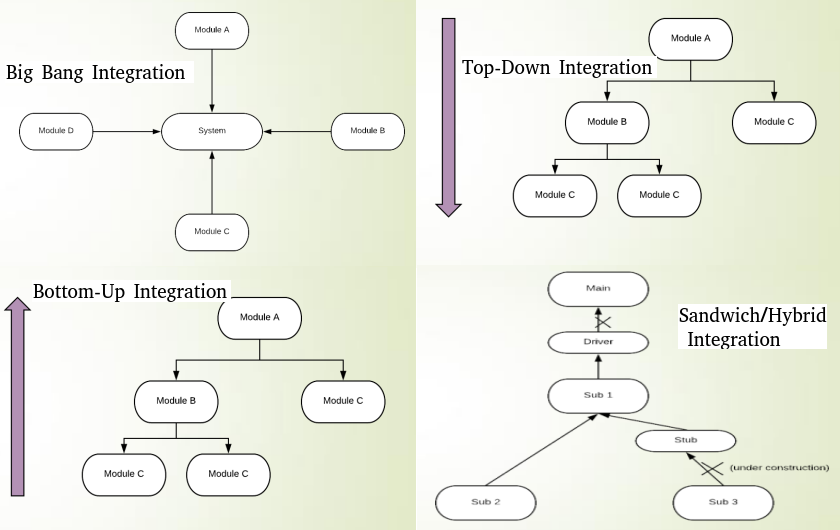 Module A
Big Bang Integration
Module D
System
Module B
Module C
Module A
Top-Down Integration
Module B
Module C
Module C
Module C
Bottom-Up Integration
Module A
Module B
Module C
Module C
Module C
Main
Sandwich/Hybrid
Integration
Driver
Sub 1
Stub
(under construction)
Sub 2
Sub 3